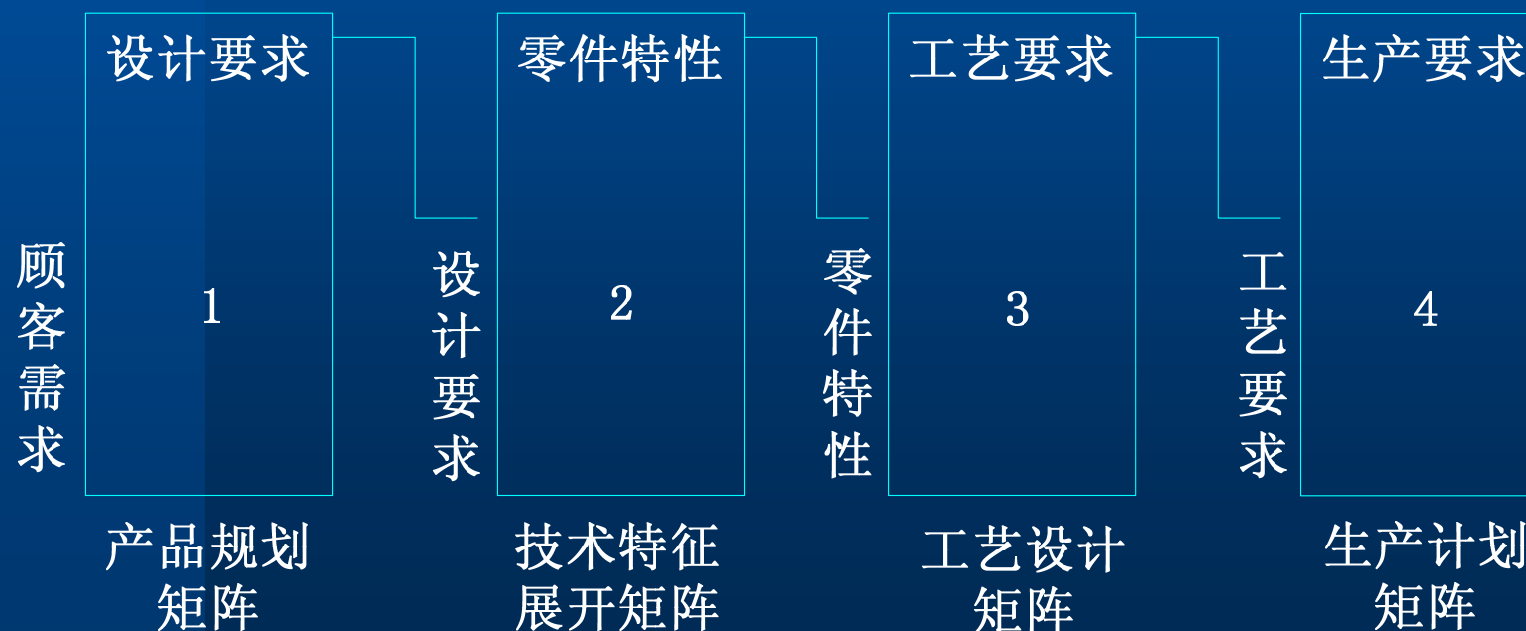 设计要求
零件特性
工艺要求
生产要求
顾客需求
1
设计要求
2
零件特性
3
工艺要求
4
产品规划
矩阵
技术特征
展开矩阵
工艺设计
矩阵
生产计划
矩阵